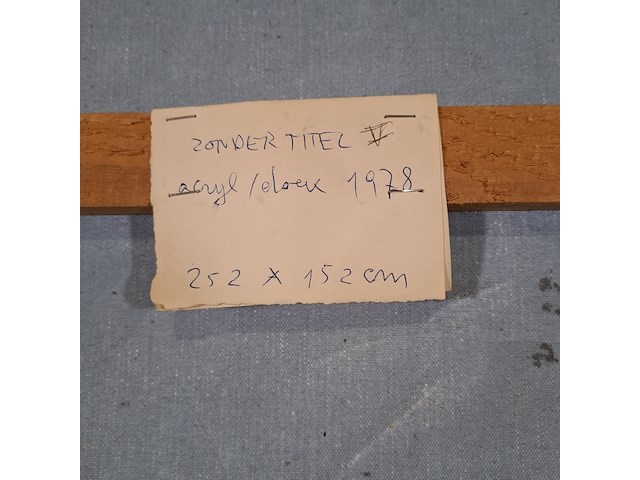 ZONDER TITEL V
acryl/doek 1978
252 x 152 cm